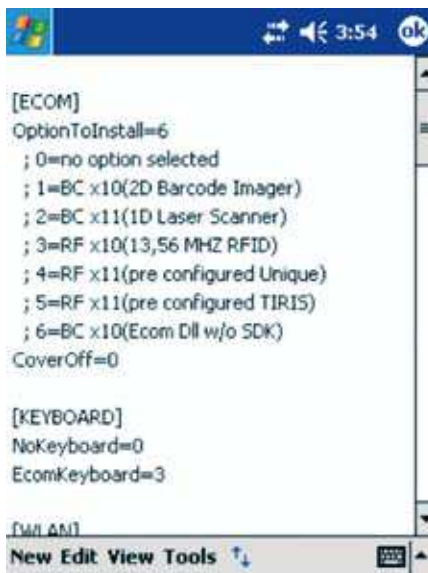 3:54 ok
[ECOM]
OptionToInstall=6
; 0=no option selected
; 1=BC x10(2D Barcode Imager)
; 2=BC x11(1D Laser Scanner)
; 3=RF x10(13,56 MHZ RFID)
; 4=RF x11(pre configured Unique)
; 5=RF x11(pre configured TIRIS)
; 6=BC x10(Ecom Dll w/o SDK)
CoverOff=0
[KEYBOARD]
NoKeyboard=0
EcomKeyboard=3
[WLAN]
New Edit View Tools